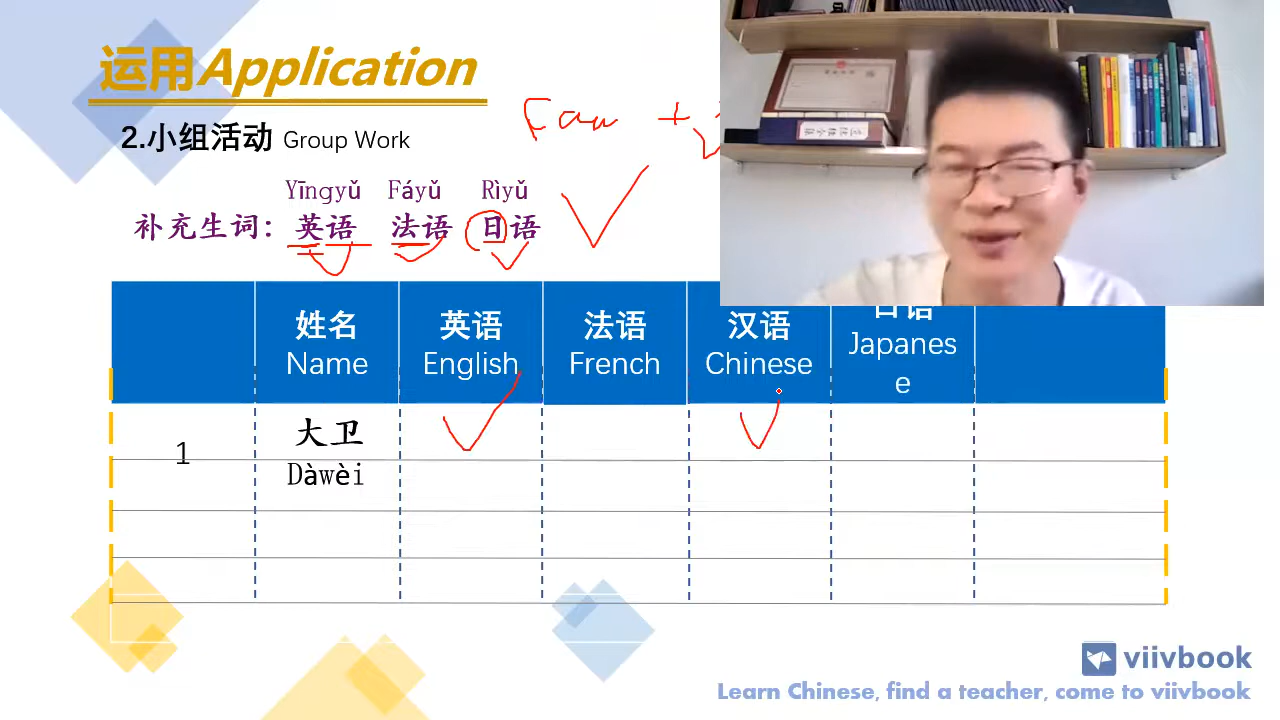 运用Application
2.小组活动 Group Work
Yīngyǔ Fáyǔ Rìyǔ
补充生词：英语 法语 日语
姓名 英语 法语 汉语 日语
Name English French Chinese Japanes
e
1 大卫
Dàwèi
viivbook
Learn Chinese, find a teacher, come to viivbook